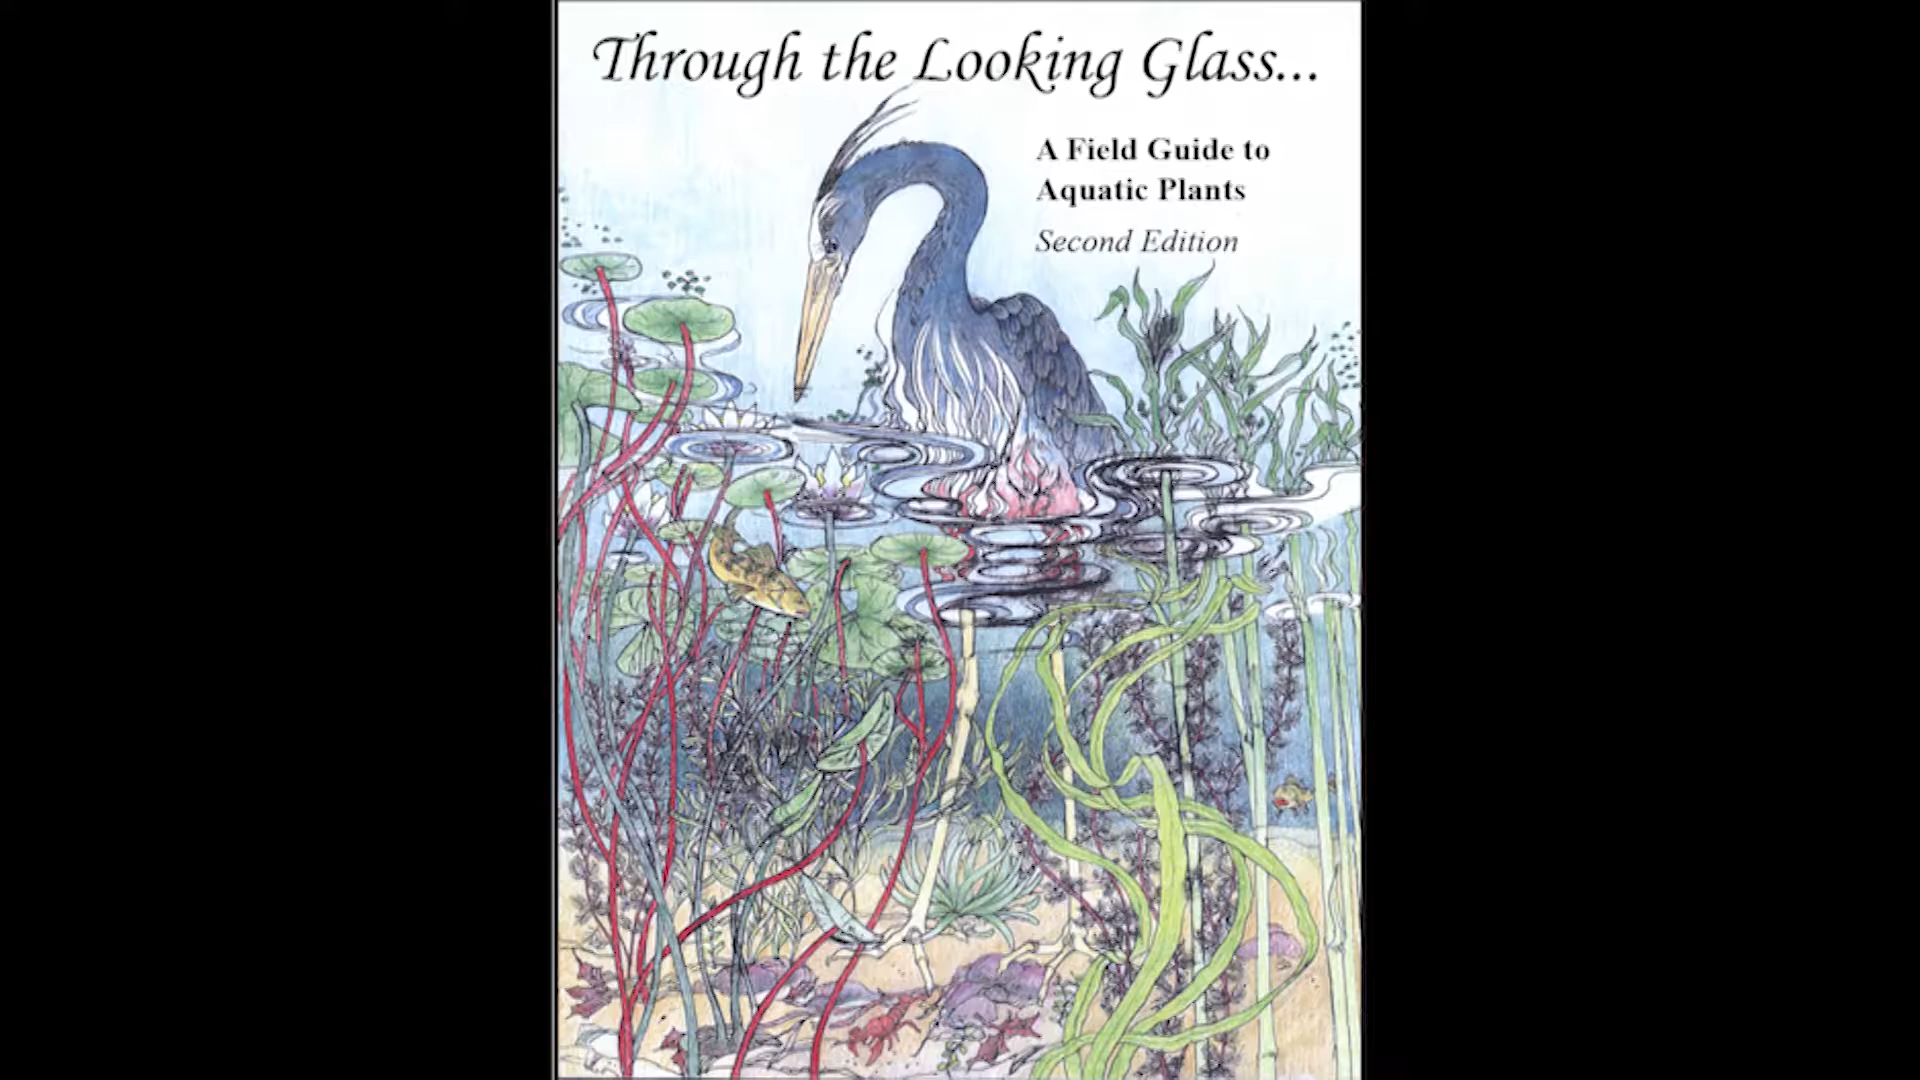 Through the Looking Glass...
A Field Guide to
Aquatic Plants
Second Edition